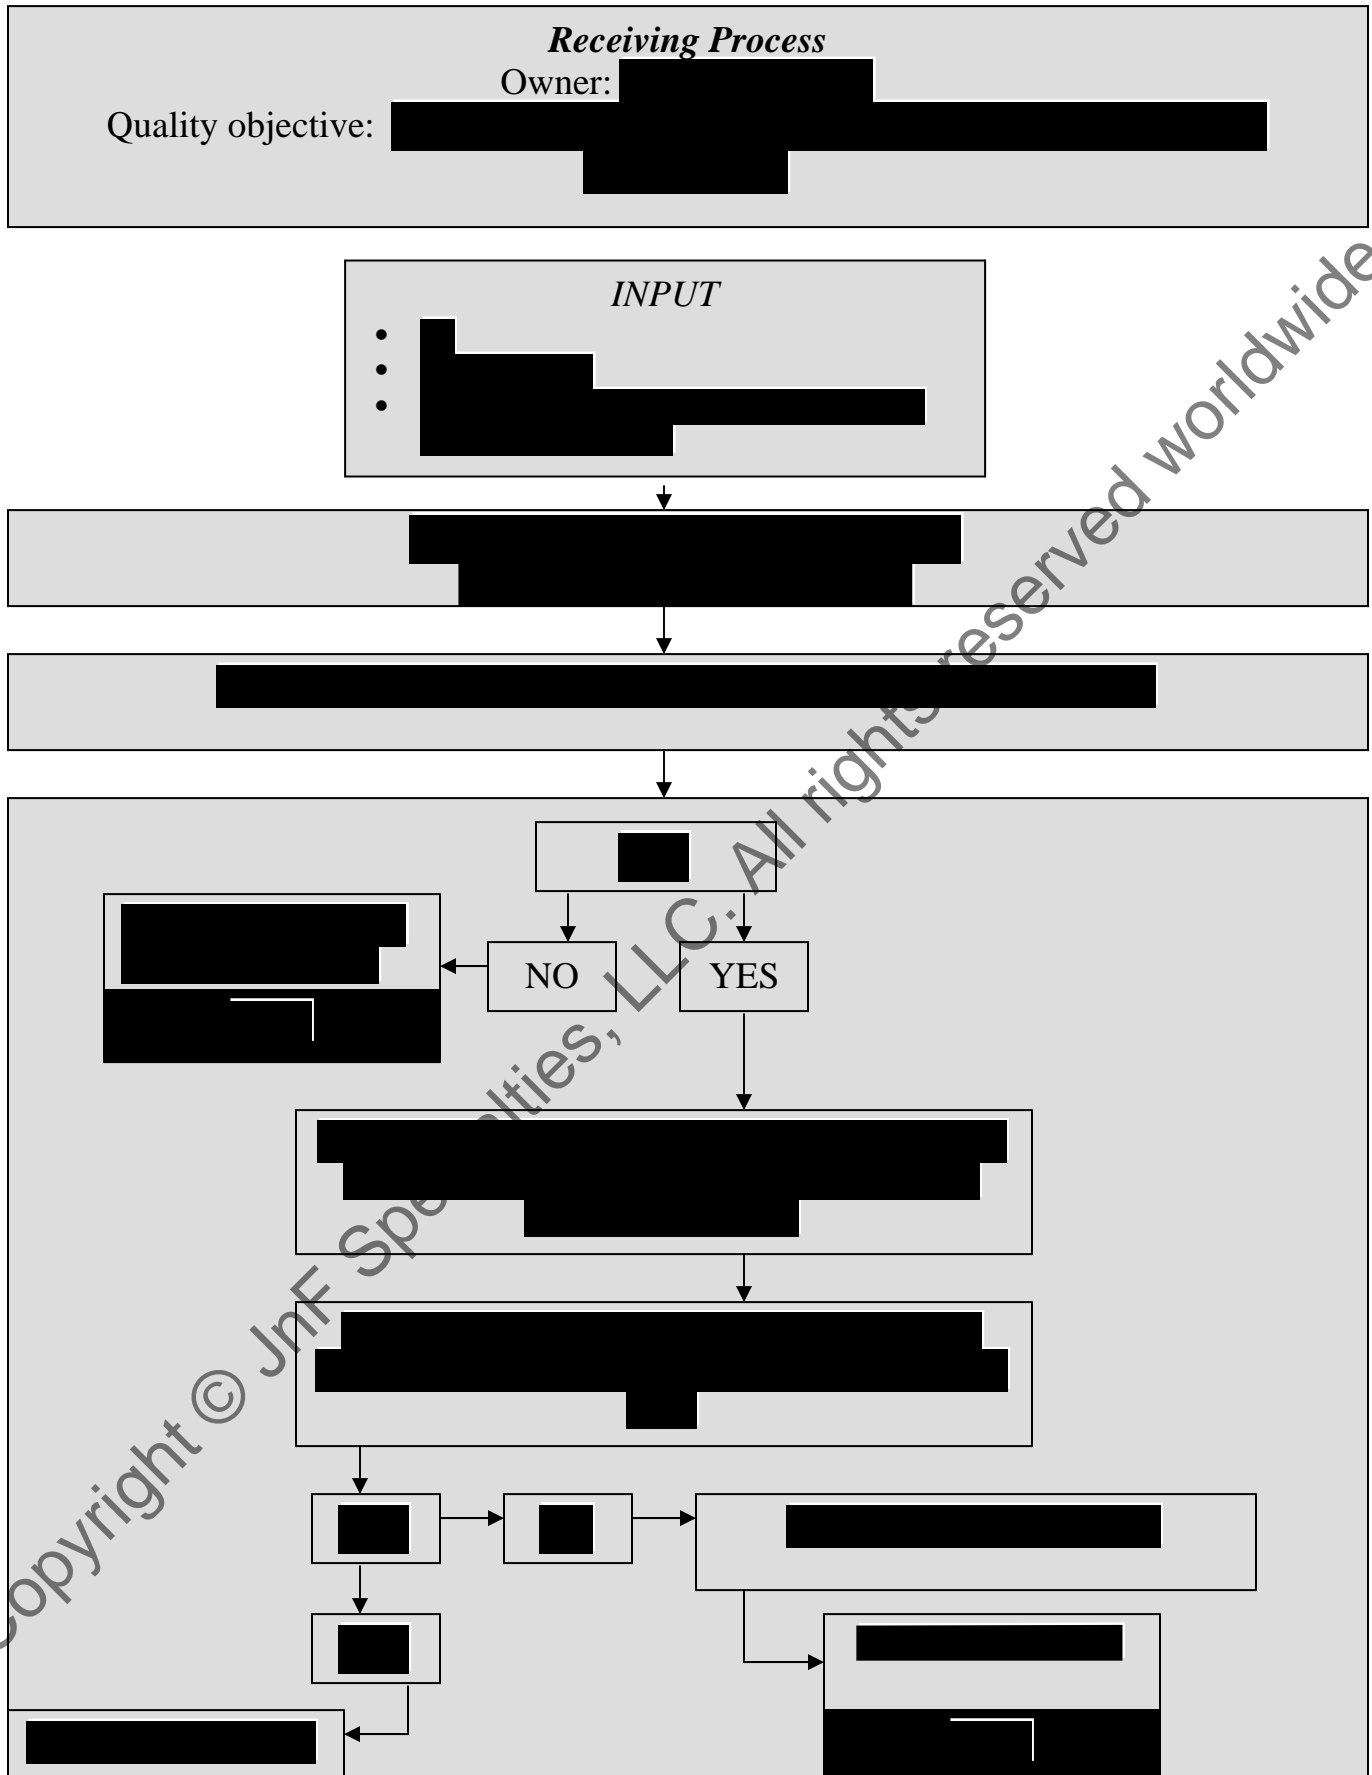 Receiving Process
Owner:
Quality objective:
INPUT
•
•
•
NO
YES
Copyright © JnF Specialties, LLC. All rights reserved worldwide